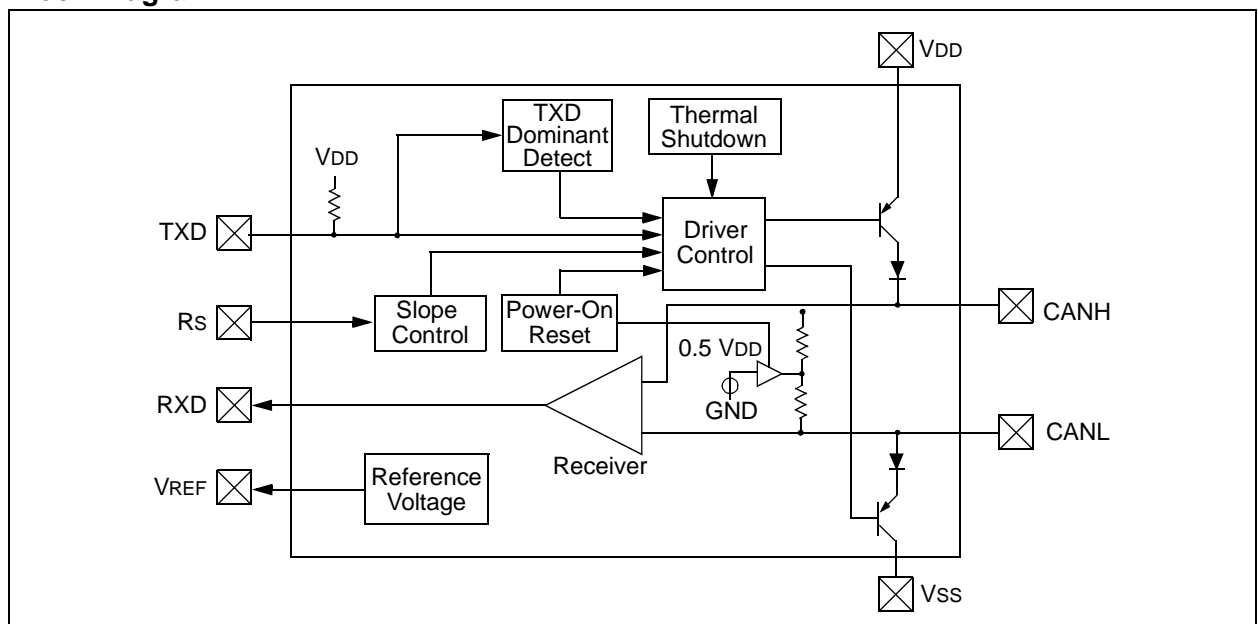 VDD
TXD
Dominant
Detect
Thermal
Shutdown
VDD
TXD
Driver
Control
RS
Slope
Control
Power-On
Reset
CANH
0.5 VDD
GND
RXD
CANL
Receiver
VREF
Reference
Voltage
VSS